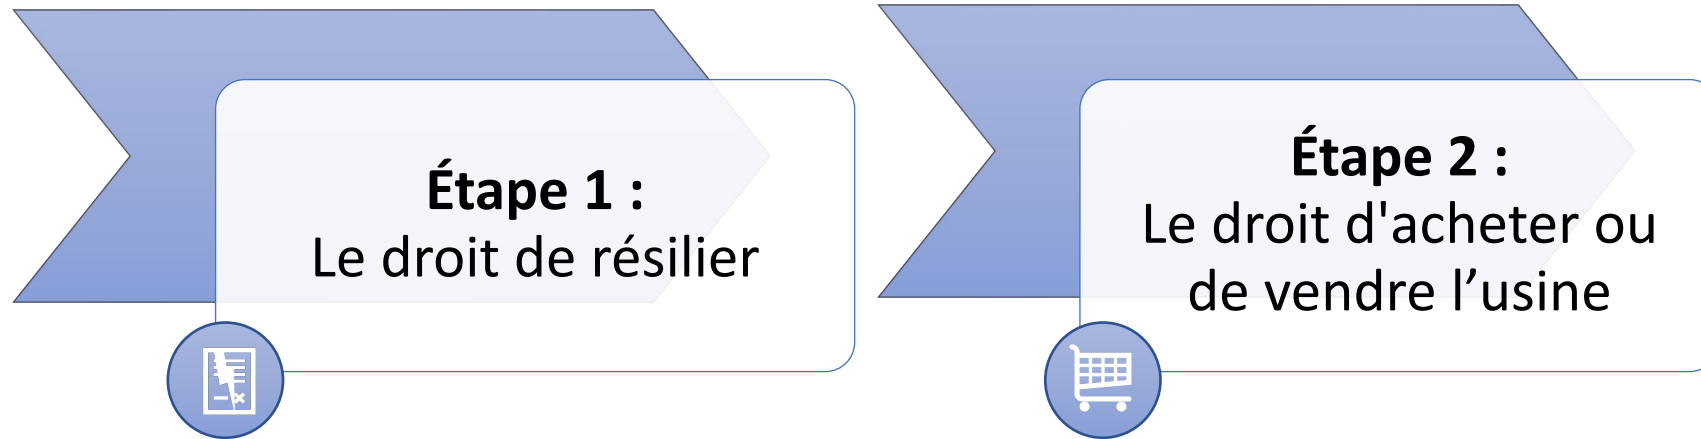 Étape 1 :
Le droit de résilier
Étape 2 :
Le droit d'acheter ou
de vendre l’usine